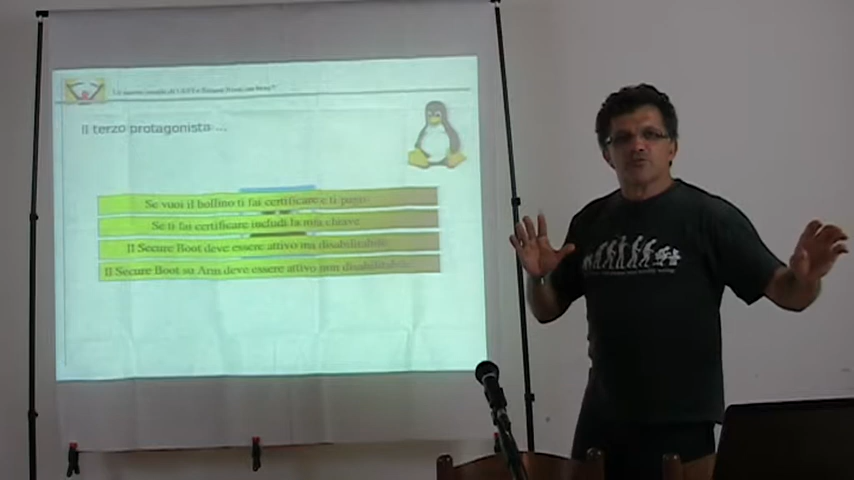 Il terzo protagonista ...
Se vuoi il bollino ti fai certificare e ti pago
Se ti fai certificare includi la mia chiave
Il Secure Boot deve essere attivo ma disabilitabile
Il Secure Boot su Arm deve essere attivo non disabilitabile